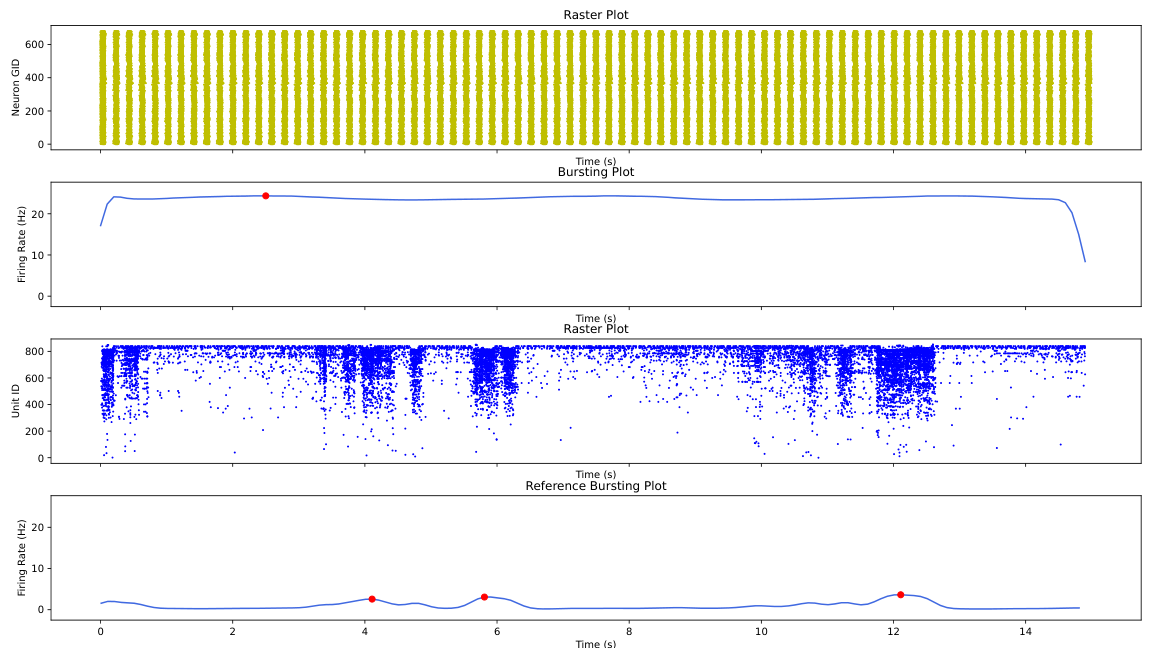 Raster Plot
600
400
200
0
Neuron GID
Time (s)
Bursting Plot
20
10
0
Firing Rate (Hz)
Time (s)
Raster Plot
800
600
400
200
0
Unit ID
Time (s)
Reference Bursting Plot
20
10
0
Firing Rate (Hz)
0 2 4 6 8 10 12 14
Time (s)